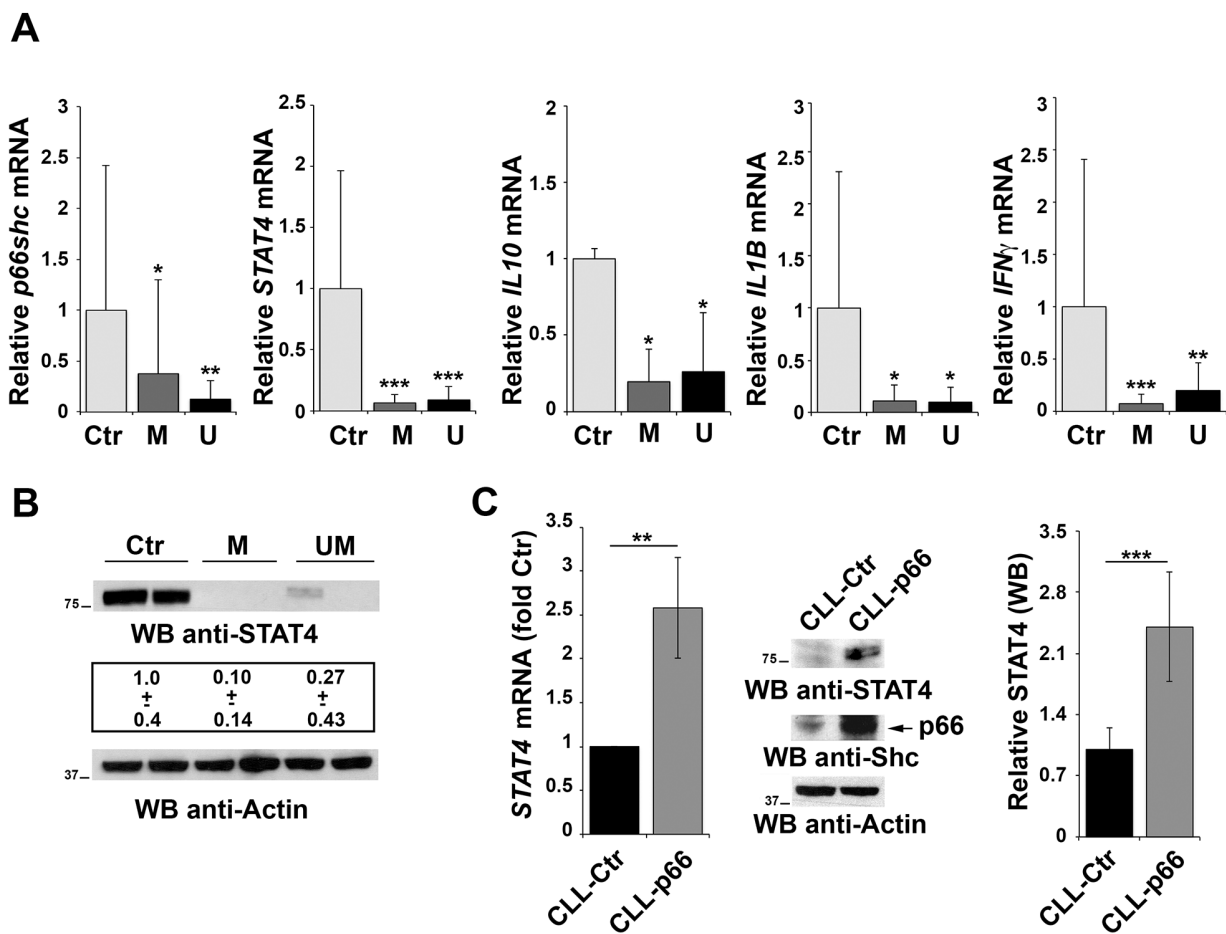 A
Relative p66shc mRNA
3
2.5
2
1.5
1
0.5
0
*
**
Ctr M U
Relative STAT4 mRNA
2.5
2
1.5
1
0.5
0
***
***
Ctr M U
Relative IL10 mRNA
2
1.5
1
0.5
0
*
*
Ctr M U
Relative IL1B mRNA
3
2.5
2
1.5
1
0.5
0
*
*
Ctr M U
Relative IFNγ mRNA
3
2.5
2
1.5
1
0.5
0
***
**
Ctr M U
B
Ctr M UM
75
WB anti-STAT4
1.0 0.10 0.27
± ± ±
0.4 0.14 0.43
37
WB anti-Actin
C
STAT4 mRNA (fold Ctr)
3.5
3
2.5
2
1.5
1
0.5
0
**
CLL-Ctr
CLL-p66
CLL-Ctr
CLL-p66
75
WB anti-STAT4
p66
WB anti-Shc
37
WB anti-Actin
Relative STAT4 (WB)
3.5
2.8
2.1
1.4
0.7
0
***
CLL-Ctr
CLL-p66